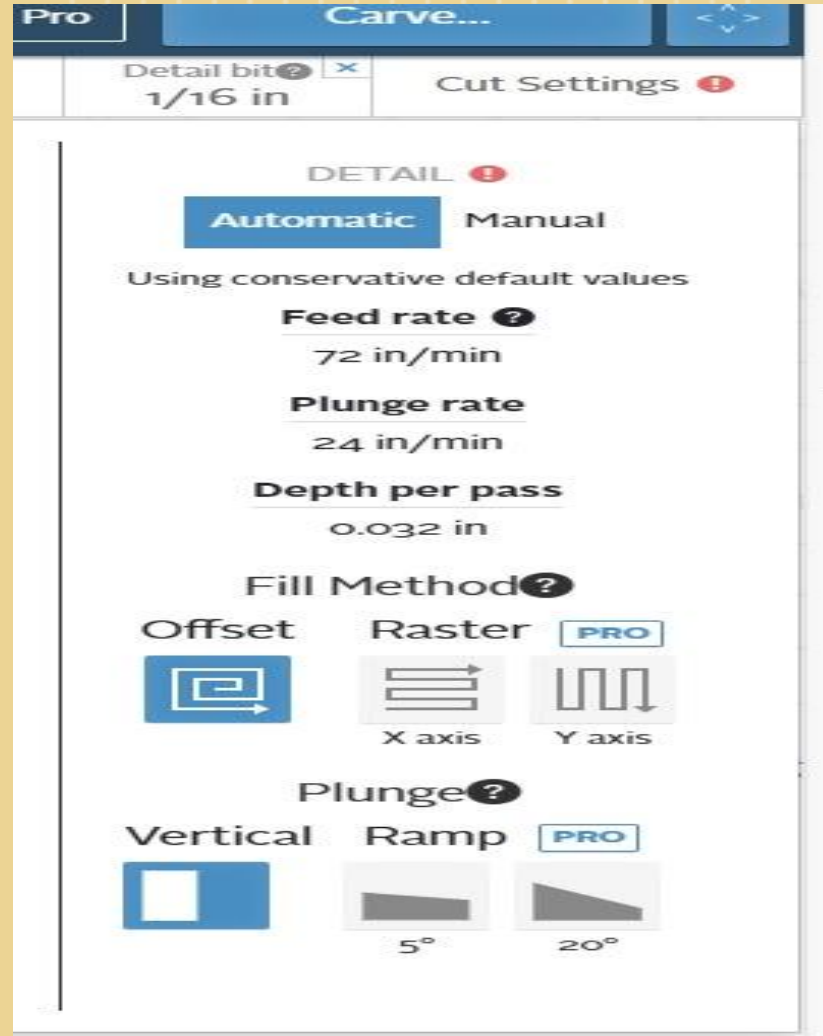 Pro Carve... < >
Detail bit? ×
1/16 in
Cut Settings !
DETAIL !
Automatic Manual
Using conservative default values
Feed rate ?
72 in/min
Plunge rate
24 in/min
Depth per pass
0.032 in
Fill Method?
Offset Raster PRO
X axis Y axis
Plunge?
Vertical Ramp PRO
5° 20°